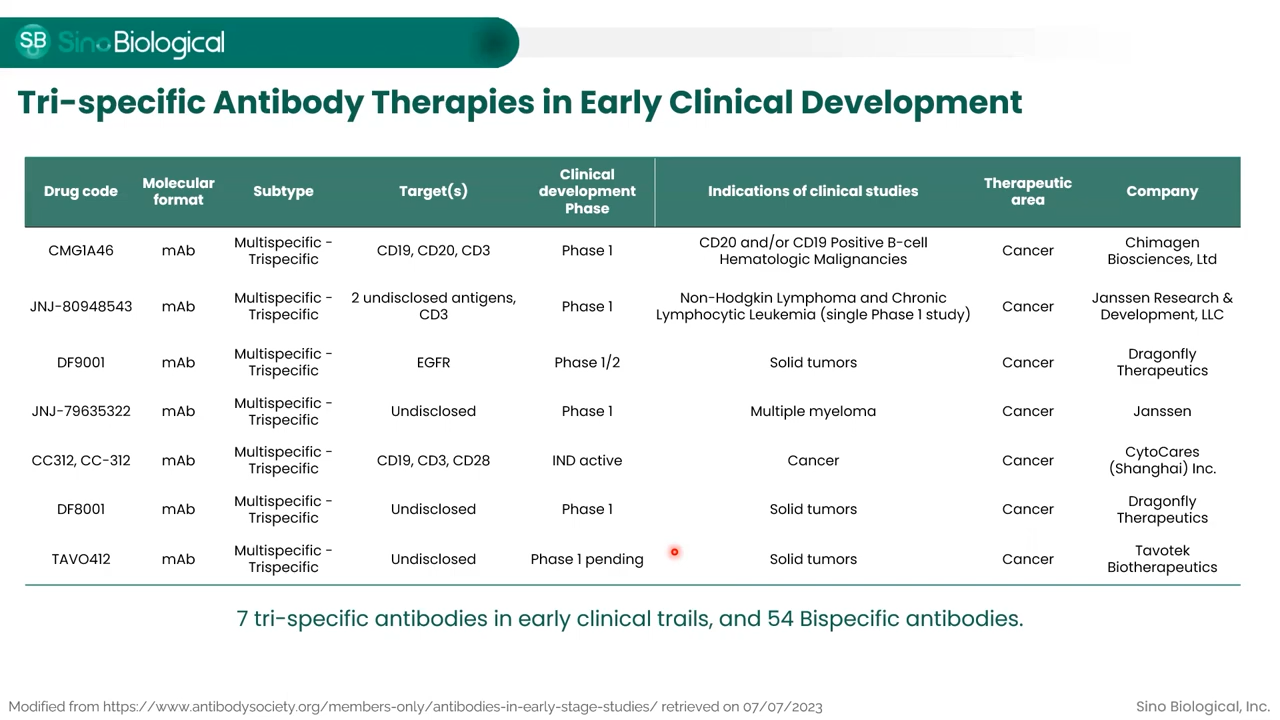 SB SinoBiological
Tri-specific Antibody Therapies in Early Clinical Development
Drug code
Molecular
format
Subtype
Target(s)
Clinical
development
Phase
Indications of clinical studies
Therapeutic
area
Company
CMG1A46
mAb
Multispecific -
Trispecific
CD19, CD20, CD3
Phase 1
CD20 and/or CD19 Positive B-cell
Hematologic Malignancies
Cancer
Chimagen
Biosciences, Ltd
JNJ-80948543
mAb
Multispecific -
Trispecific
2 undisclosed antigens,
CD3
Phase 1
Non-Hodgkin Lymphoma and Chronic
Lymphocytic Leukemia (single Phase 1 study)
Cancer
Janssen Research &
Development, LLC
DF9001
mAb
Multispecific -
Trispecific
EGFR
Phase 1/2
Solid tumors
Cancer
Dragonfly
Therapeutics
JNJ-79635322
mAb
Multispecific -
Trispecific
Undisclosed
Phase 1
Multiple myeloma
Cancer
Janssen
CC312, CC-312
mAb
Multispecific -
Trispecific
CD19, CD3, CD28
IND active
Cancer
Cancer
CytoCares
(Shanghai) Inc.
DF8001
mAb
Multispecific -
Trispecific
Undisclosed
Phase 1
Solid tumors
Cancer
Dragonfly
Therapeutics
TAVO412
mAb
Multispecific -
Trispecific
Undisclosed
Phase 1 pending
Solid tumors
Cancer
Tavotek
Biotherapeutics
7 tri-specific antibodies in early clinical trails, and 54 Bispecific antibodies.
Modified from https://www.antibodysociety.org/members-only/antibodies-in-early-stage-studies/ retrieved on 07/07/2023
Sino Biological, Inc.